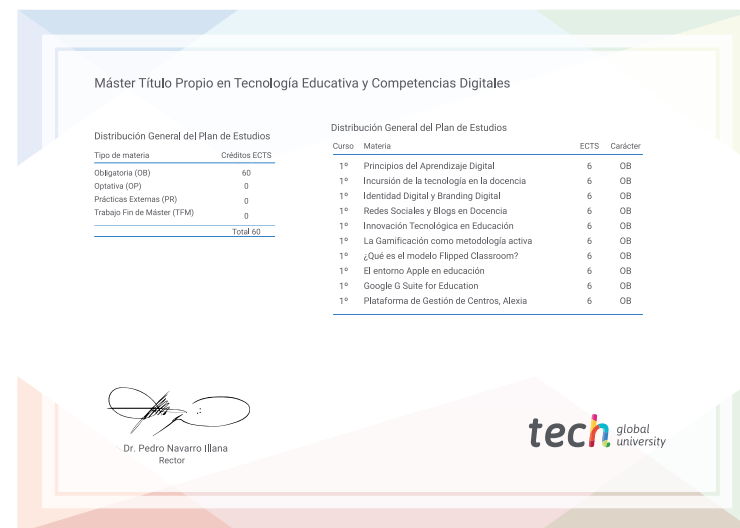 Máster Título Propio en Tecnología Educativa y Competencias Digitales
Distribución General del Plan de Estudios
Tipo de materia Créditos ECTS
Obligatoria (OB) 60
Optativa (OP) 0
Prácticas Externas (PR) 0
Trabajo Fin de Máster (TFM) 0
Total 60
Distribución General del Plan de Estudios
Curso Materia ECTS Carácter
1º Principios del Aprendizaje Digital 6 OB
1º Incursión de la tecnología en la docencia 6 OB
1º Identidad Digital y Branding Digital 6 OB
1º Redes Sociales y Blogs en Docencia 6 OB
1º Innovación Tecnológica en Educación 6 OB
1º La Gamificación como metodología activa 6 OB
1º ¿Qué es el modelo Flipped Classroom? 6 OB
1º El entorno Apple en educación 6 OB
1º Google G Suite for Education 6 OB
1º Plataforma de Gestión de Centros, Alexia 6 OB
Dr. Pedro Navarro Illana
Rector
tech global
university